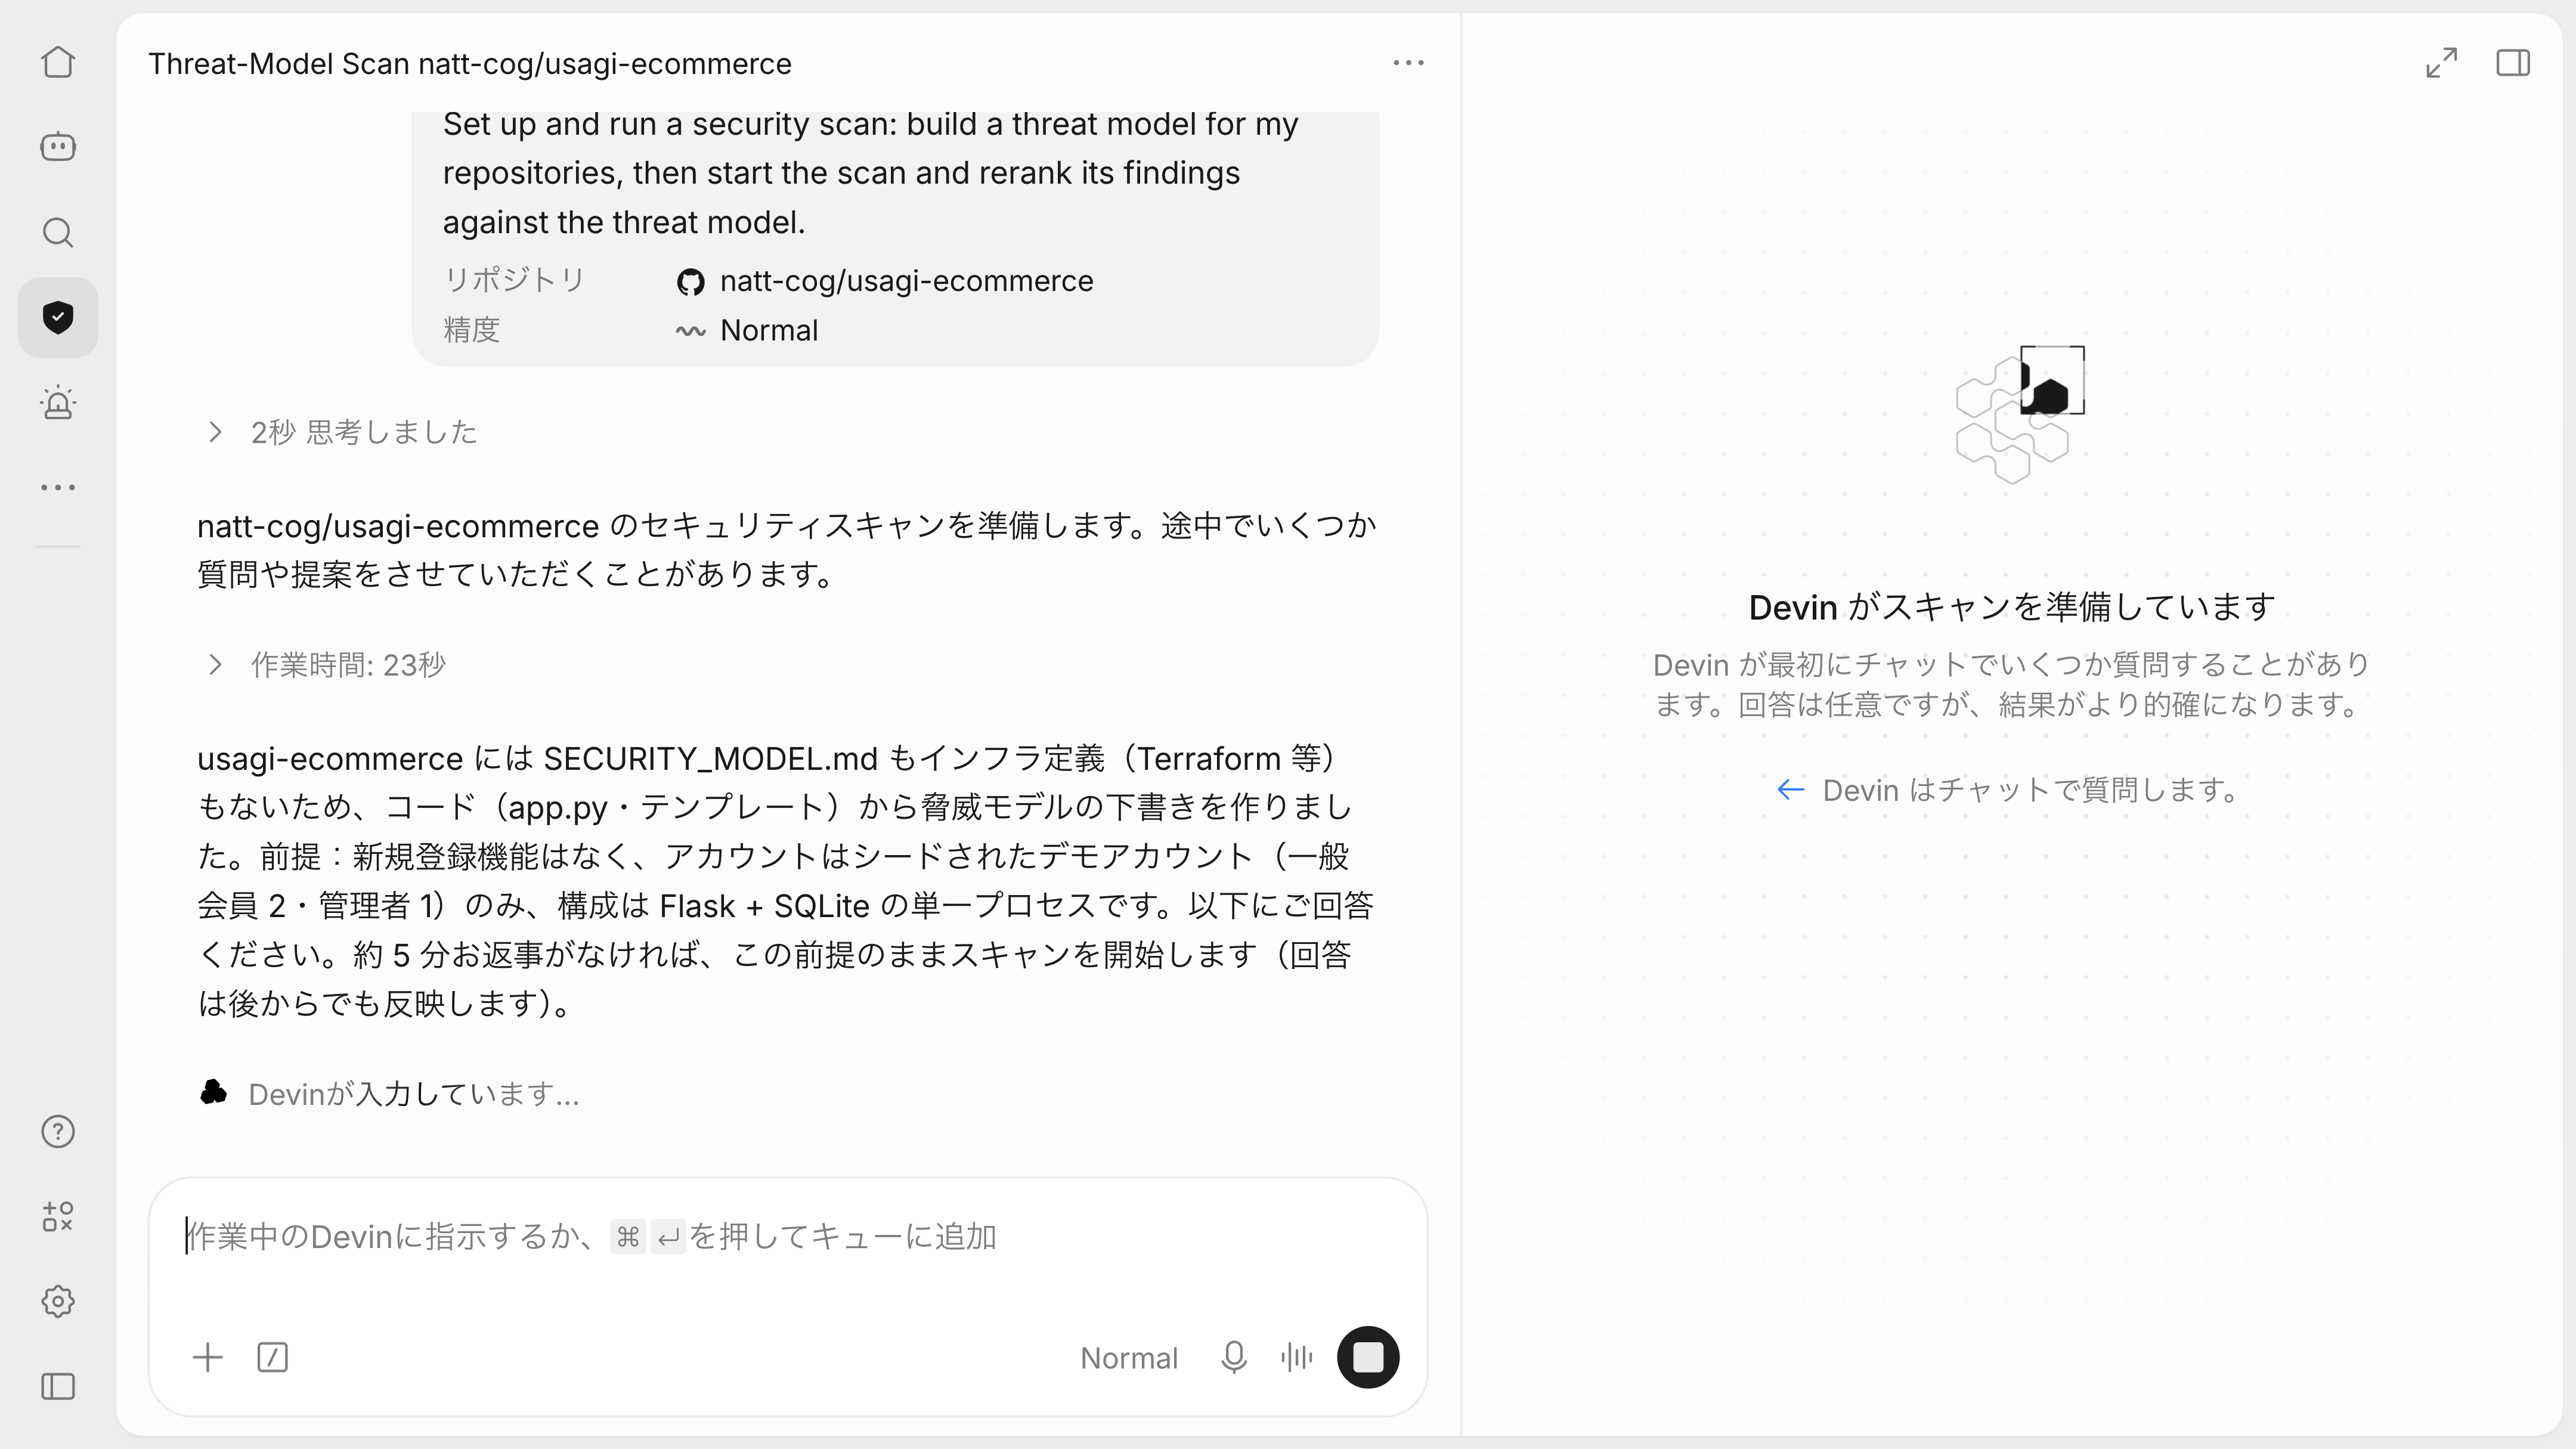 Threat-Model Scan natt-cog/usagi-ecommerce
Set up and run a security scan: build a threat model for my
repositories, then start the scan and rerank its findings
against the threat model.
リポジトリ natt-cog/usagi-ecommerce
精度 Normal
2秒 思考しました
natt-cog/usagi-ecommerce のセキュリティスキャンを準備します。途中でいくつか
質問や提案をさせていただくことがあります。
作業時間: 23秒
usagi-ecommerce には SECURITY_MODEL.md もインフラ定義（Terraform 等）
もないため、コード（app.py・テンプレート）から脅威モデルの下書きを作りまし
た。前提：新規登録機能はなく、アカウントはシードされたデモアカウント（一般
会員 2・管理者 1）のみ、構成は Flask + SQLite の単一プロセスです。以下にご回答
ください。約 5 分お返事がなければ、この前提のままスキャンを開始します（回答
は後からでも反映します）。
Devinが入力しています...
作業中のDevinに指示するか、⌘ ↵ を押してキューに追加
Normal
Devin がスキャンを準備しています
Devin が最初にチャットでいくつか質問することがあり
ます。回答は任意ですが、結果がより的確になります。
← Devin はチャットで質問します。